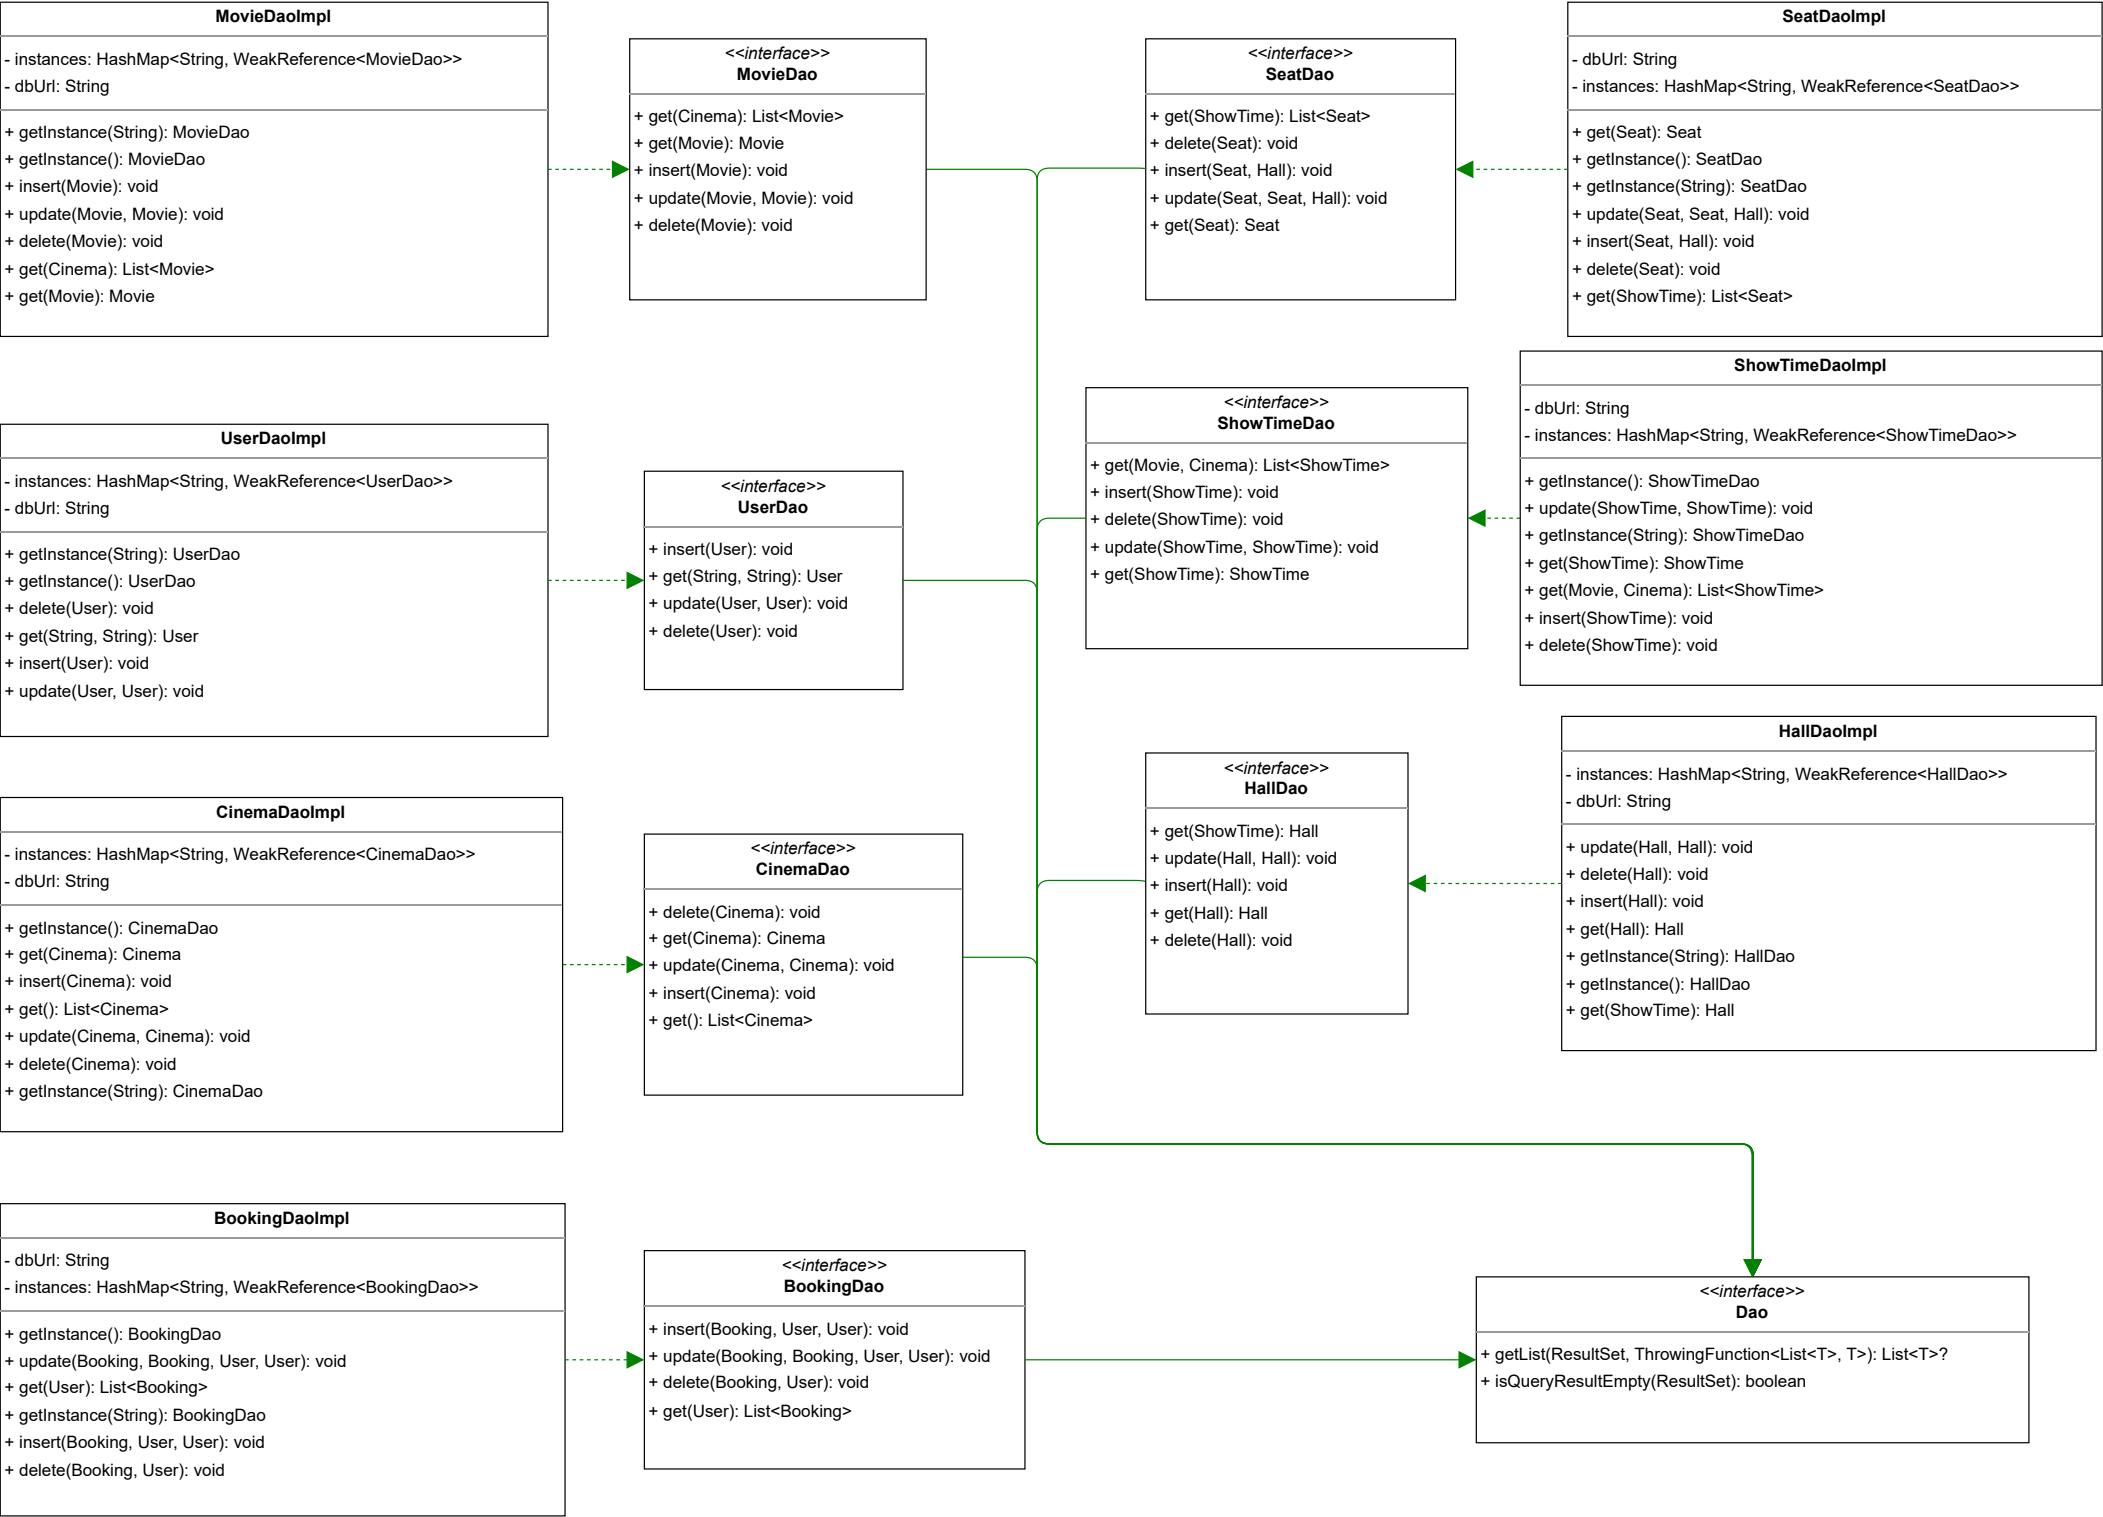 MovieDaoImpl
- instances: HashMap<String, WeakReference<MovieDao>>
- dbUrl: String
+ getInstance(String): MovieDao
+ getInstance(): MovieDao
+ insert(Movie): void
+ update(Movie, Movie): void
+ delete(Movie): void
+ get(Cinema): List<Movie>
+ get(Movie): Movie
<<interface>>
MovieDao
+ get(Cinema): List<Movie>
+ get(Movie): Movie
+ insert(Movie): void
+ update(Movie, Movie): void
+ delete(Movie): void
<<interface>>
SeatDao
+ get(ShowTime): List<Seat>
+ delete(Seat): void
+ insert(Seat, Hall): void
+ update(Seat, Seat, Hall): void
+ get(Seat): Seat
SeatDaoImpl
- dbUrl: String
- instances: HashMap<String, WeakReference<SeatDao>>
+ get(Seat): Seat
+ getInstance(): SeatDao
+ getInstance(String): SeatDao
+ update(Seat, Seat, Hall): void
+ insert(Seat, Hall): void
+ delete(Seat): void
+ get(ShowTime): List<Seat>
UserDaoImpl
- instances: HashMap<String, WeakReference<UserDao>>
- dbUrl: String
+ getInstance(String): UserDao
+ getInstance(): UserDao
+ delete(User): void
+ get(String, String): User
+ insert(User): void
+ update(User, User): void
<<interface>>
UserDao
+ insert(User): void
+ get(String, String): User
+ update(User, User): void
+ delete(User): void
<<interface>>
ShowTimeDao
+ get(Movie, Cinema): List<ShowTime>
+ insert(ShowTime): void
+ delete(ShowTime): void
+ update(ShowTime, ShowTime): void
+ get(ShowTime): ShowTime
ShowTimeDaoImpl
- dbUrl: String
- instances: HashMap<String, WeakReference<ShowTimeDao>>
+ getInstance(): ShowTimeDao
+ update(ShowTime, ShowTime): void
+ getInstance(String): ShowTimeDao
+ get(ShowTime): ShowTime
+ get(Movie, Cinema): List<ShowTime>
+ insert(ShowTime): void
+ delete(ShowTime): void
CinemaDaoImpl
- instances: HashMap<String, WeakReference<CinemaDao>>
- dbUrl: String
+ getInstance(): CinemaDao
+ get(Cinema): Cinema
+ insert(Cinema): void
+ get(): List<Cinema>
+ update(Cinema, Cinema): void
+ delete(Cinema): void
+ getInstance(String): CinemaDao
<<interface>>
CinemaDao
+ delete(Cinema): void
+ get(Cinema): Cinema
+ update(Cinema, Cinema): void
+ insert(Cinema): void
+ get(): List<Cinema>
<<interface>>
HallDao
+ get(ShowTime): Hall
+ update(Hall, Hall): void
+ insert(Hall): void
+ get(Hall): Hall
+ delete(Hall): void
HallDaoImpl
- instances: HashMap<String, WeakReference<HallDao>>
- dbUrl: String
+ update(Hall, Hall): void
+ delete(Hall): void
+ insert(Hall): void
+ get(Hall): Hall
+ getInstance(String): HallDao
+ getInstance(): HallDao
+ get(ShowTime): Hall
BookingDaoImpl
- dbUrl: String
- instances: HashMap<String, WeakReference<BookingDao>>
+ getInstance(): BookingDao
+ update(Booking, Booking, User, User): void
+ get(User): List<Booking>
+ getInstance(String): BookingDao
+ insert(Booking, User, User): void
+ delete(Booking, User): void
<<interface>>
BookingDao
+ insert(Booking, User, User): void
+ update(Booking, Booking, User, User): void
+ delete(Booking, User): void
+ get(User): List<Booking>
<<interface>>
Dao
+ getList(ResultSet, ThrowingFunction<List<T>, T>): List<T>?
+ isQueryResultEmpty(ResultSet): boolean